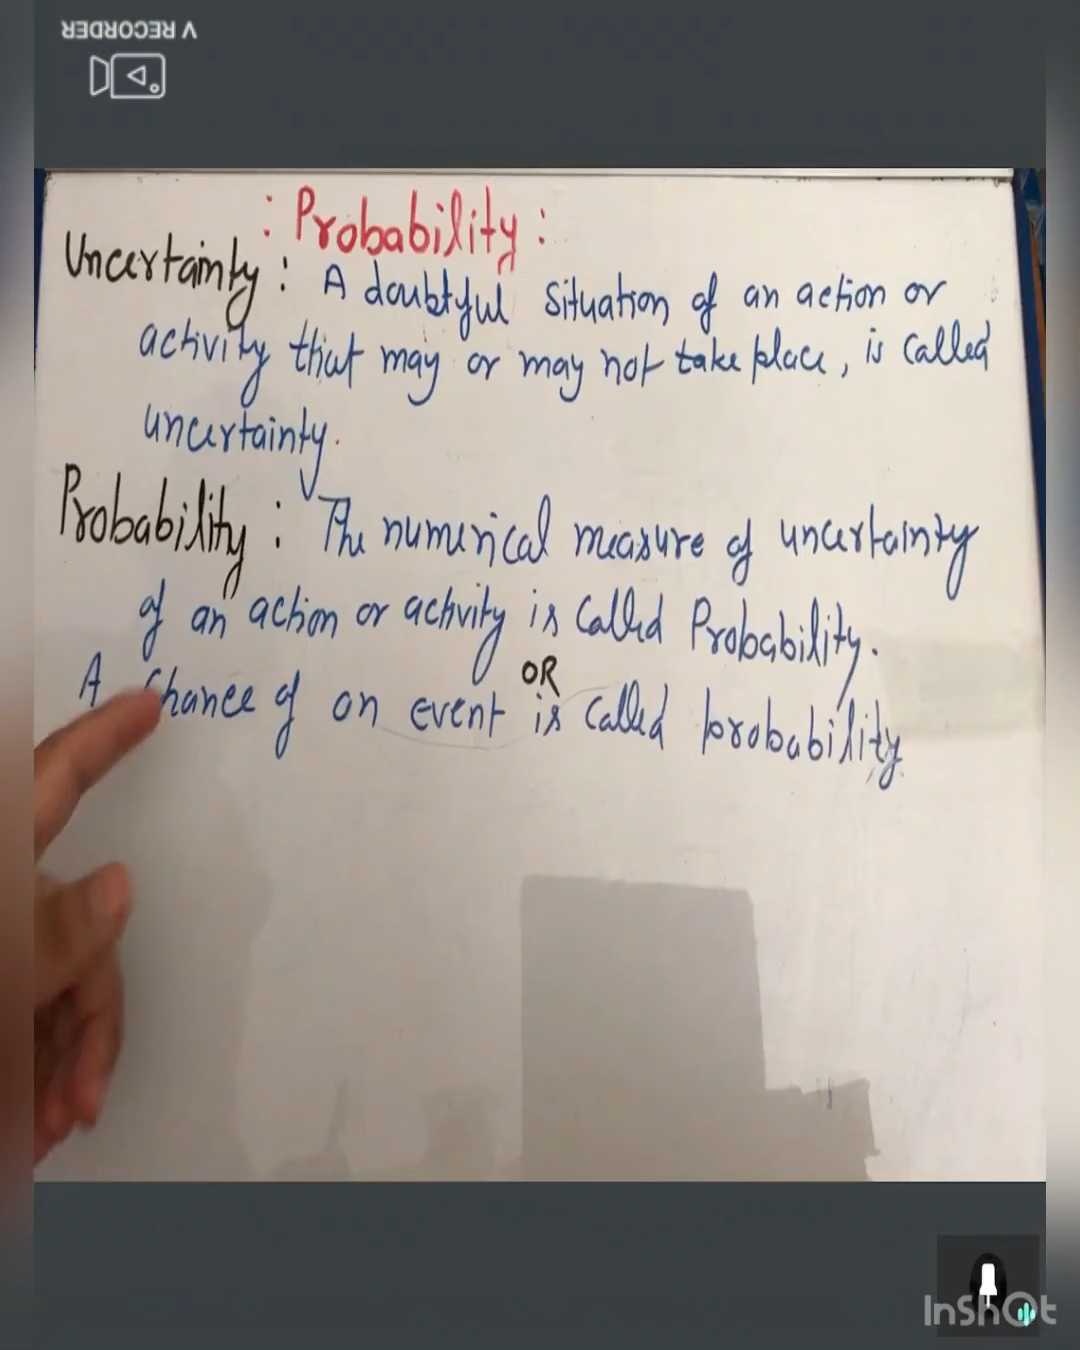 V RECORDER
: Probability :
Uncertainty : A doubtful situation of an action or
activity that may or may not take place, is called
uncertainty.
Probability : The numerical measure of uncertainty
of an action or activity is called Probability.
OR
A Chance of an event is called probability
InShOt